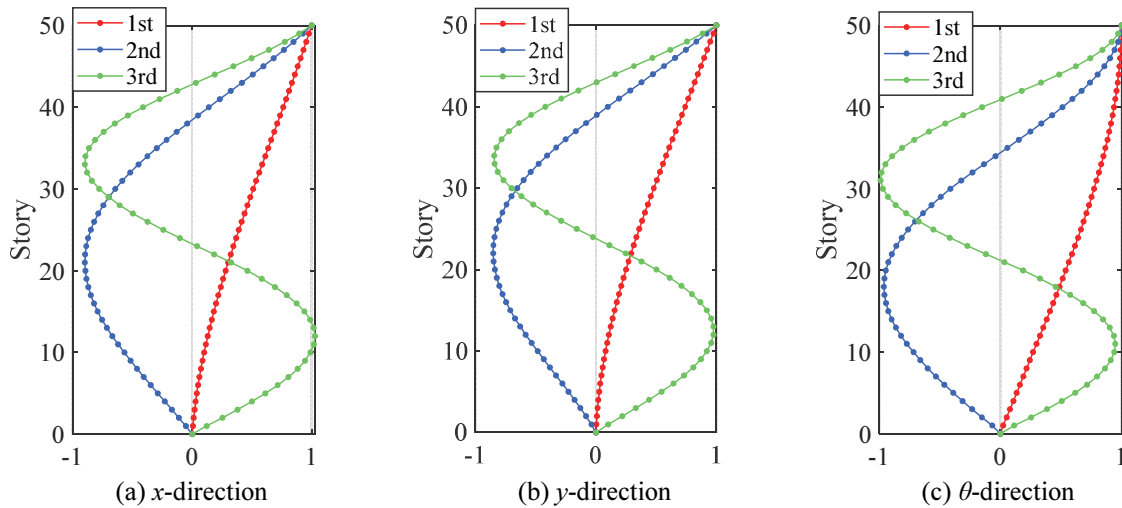 50
40
30
20
10
0
Story
1st
2nd
3rd
-1 0 1
(a) x-direction
50
40
30
20
10
0
Story
1st
2nd
3rd
-1 0 1
(b) y-direction
50
40
30
20
10
0
Story
1st
2nd
3rd
-1 0 1
(c) θ-direction